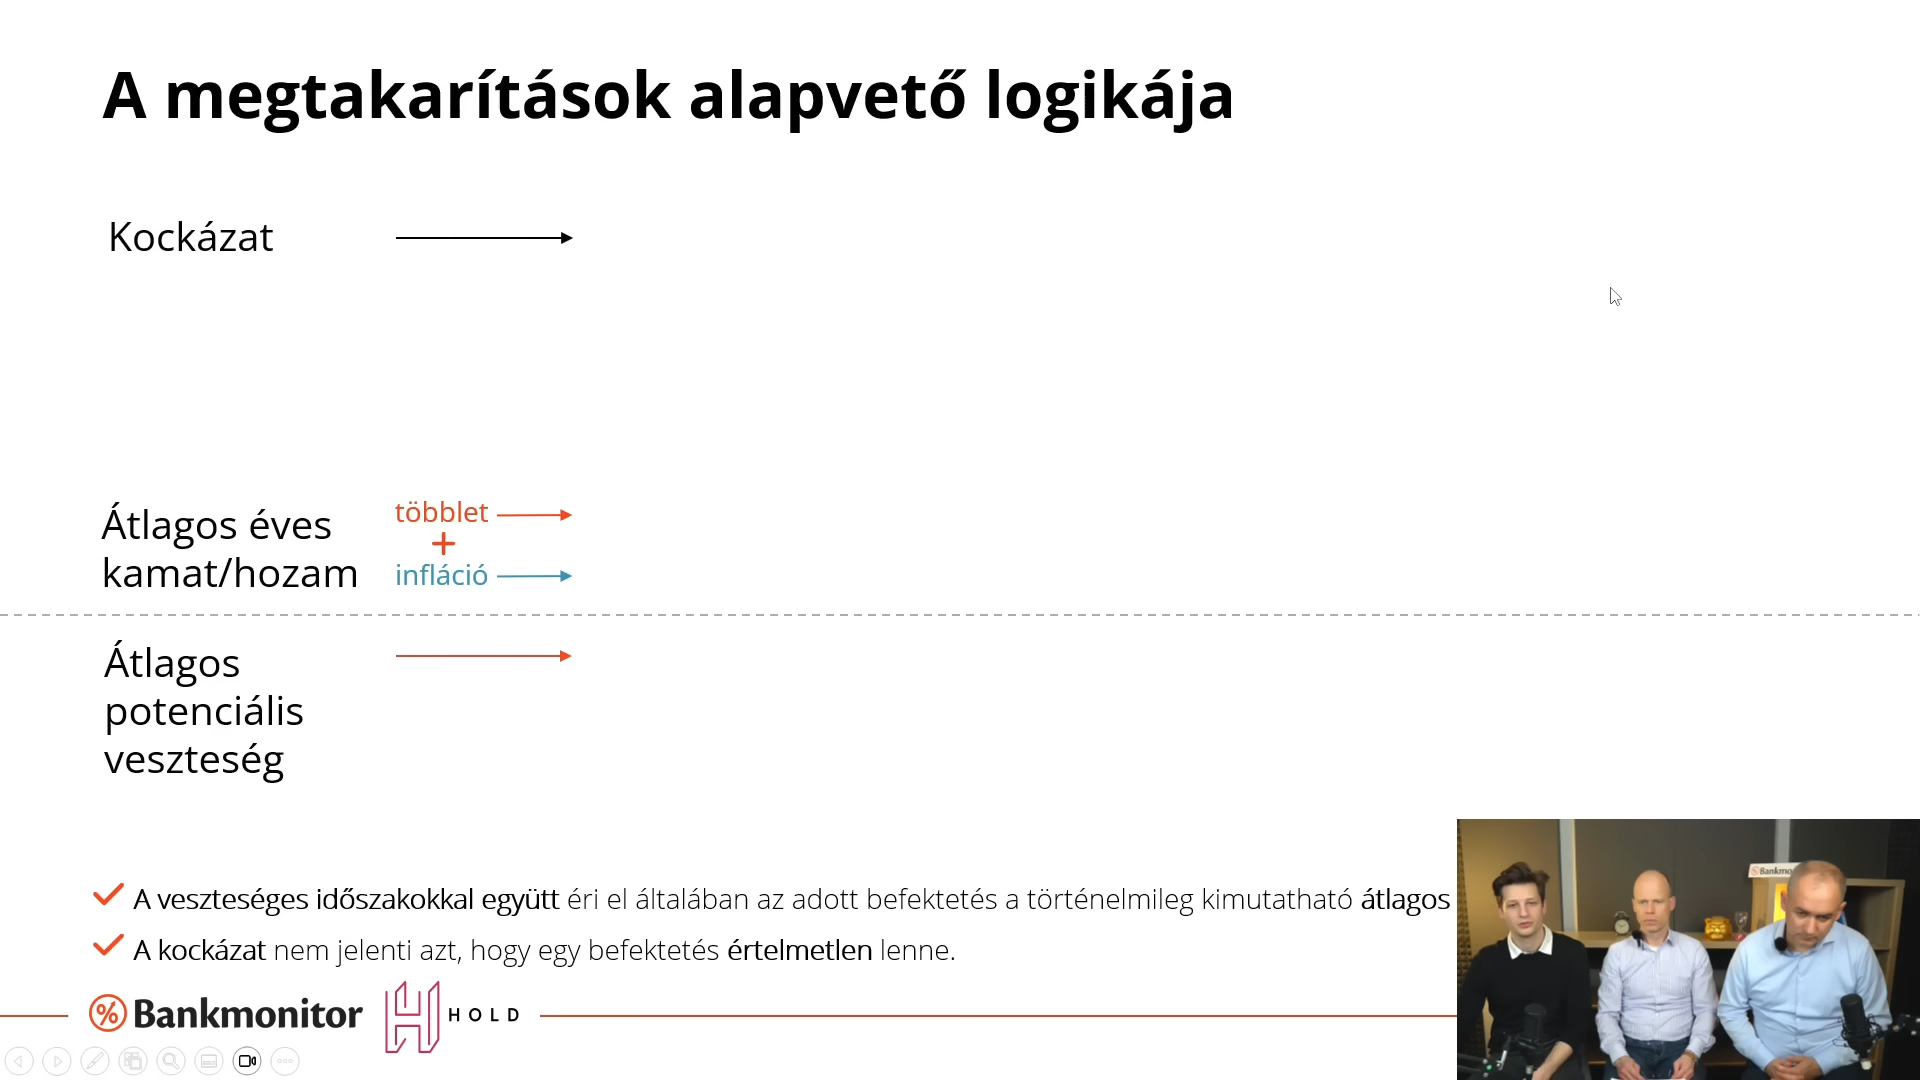 A megtakarítások alapvető logikája
Kockázat
Átlagos éves
kamat/hozam
többlet
+
infláció
Átlagos
potenciális
veszteség
A veszteséges időszakokkal együtt éri el általában az adott befektetés a történelmileg kimutatható átlagos
A kockázat nem jelenti azt, hogy egy befektetés értelmetlen lenne.
% Bankmonitor
HOLD